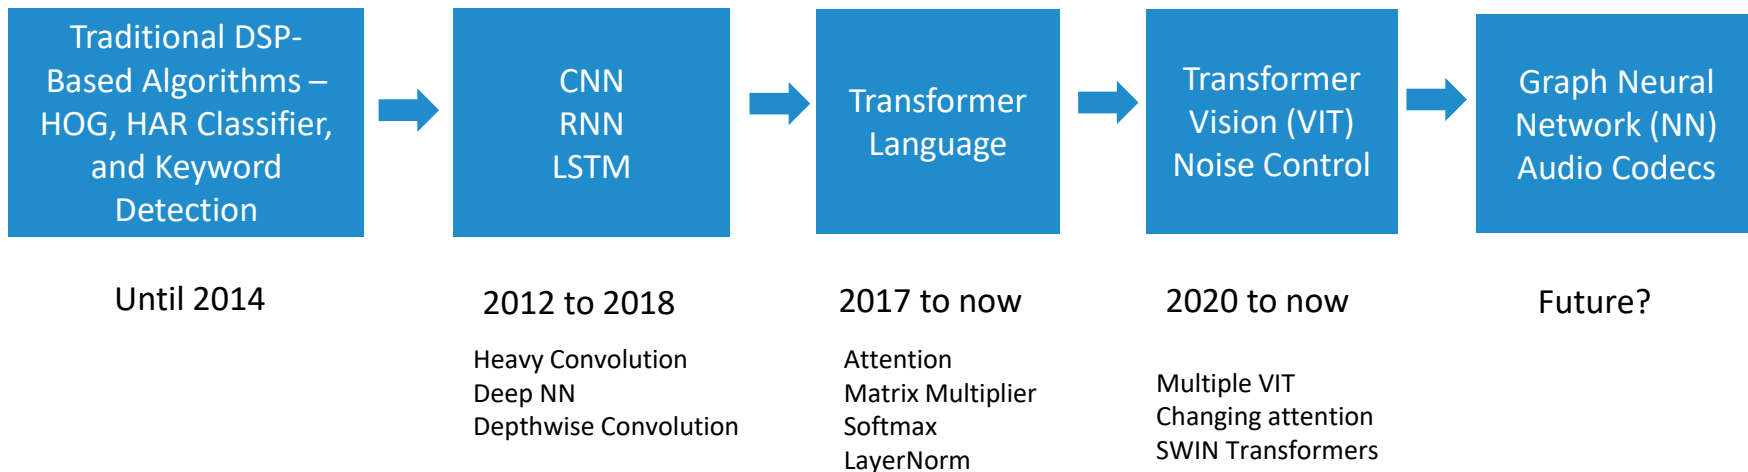 Traditional DSP-
Based Algorithms –
HOG, HAR Classifier,
and Keyword
Detection
CNN
RNN
LSTM
Transformer
Language
Transformer
Vision (VIT)
Noise Control
Graph Neural
Network (NN)
Audio Codecs
Until 2014
2012 to 2018
2017 to now
2020 to now
Future?
Heavy Convolution
Deep NN
Depthwise Convolution
Attention
Matrix Multiplier
Softmax
LayerNorm
Multiple VIT
Changing attention
SWIN Transformers